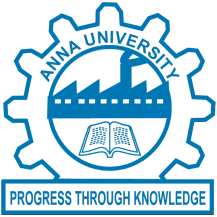 ANNA UNIVERSITY
PROGRESS THROUGH KNOWLEDGE